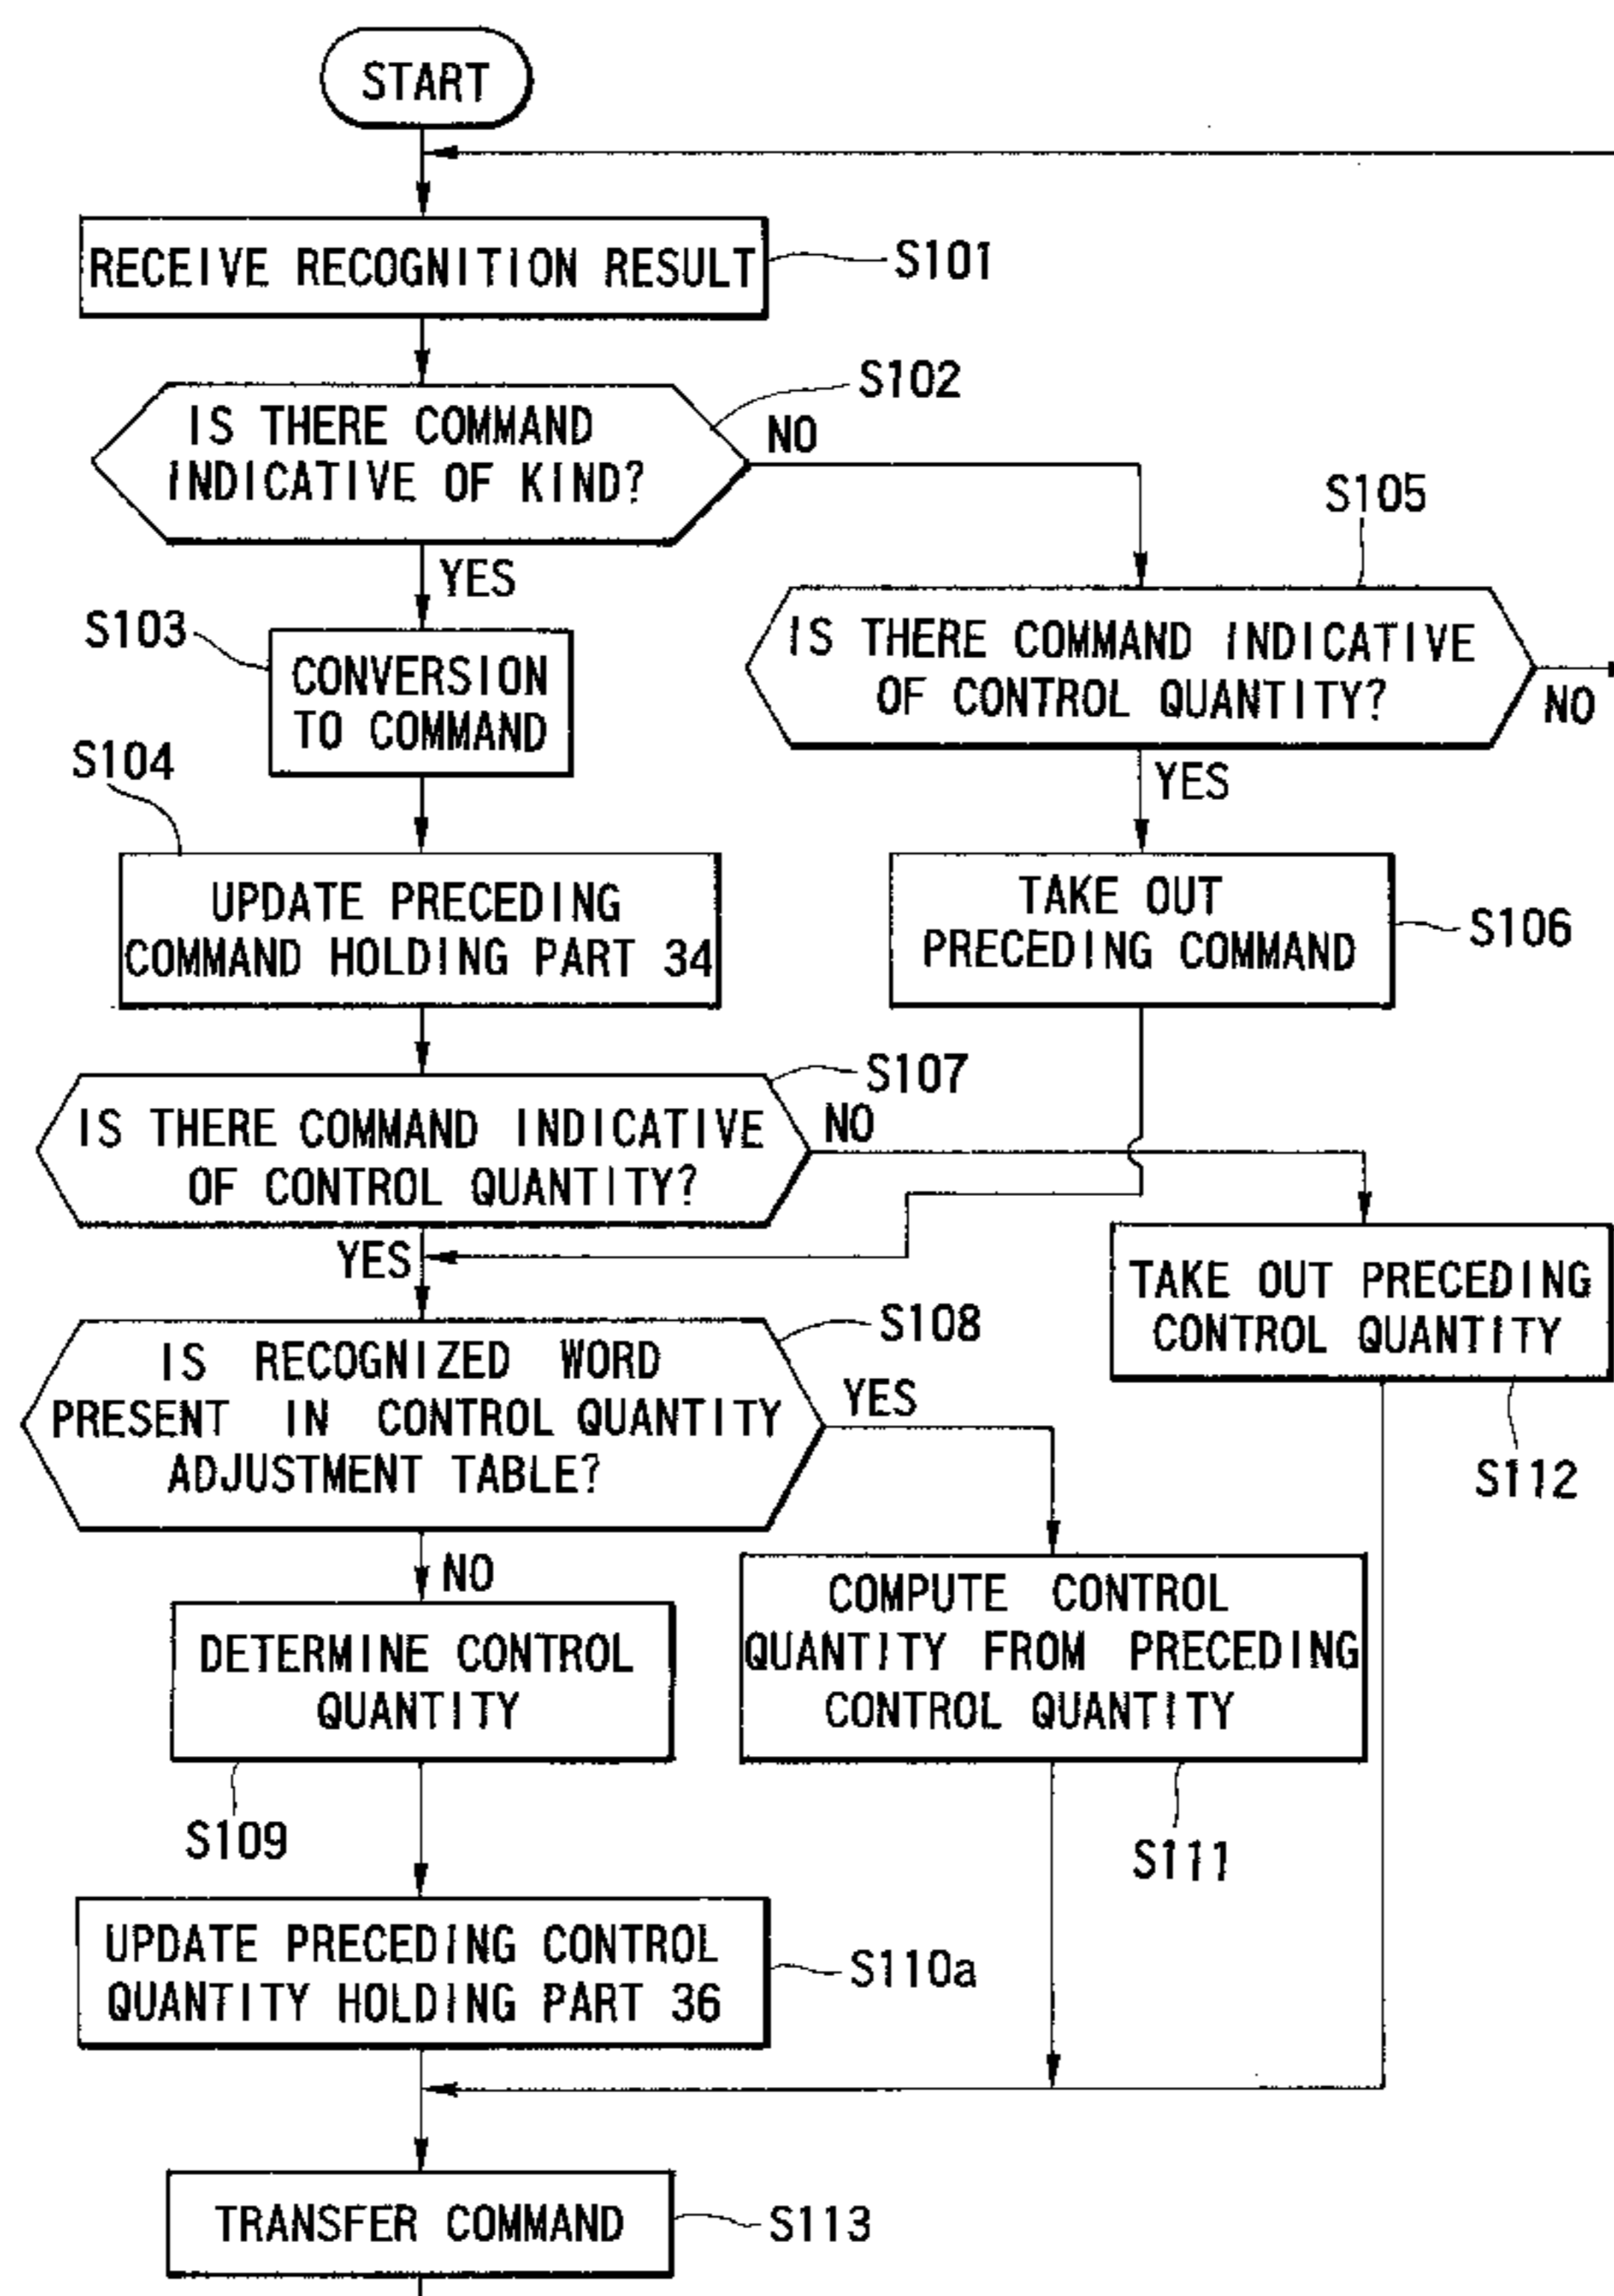 START
RECEIVE RECOGNITION RESULT
S101
S102
IS THERE COMMAND
INDICATIVE OF KIND?
NO
YES
S105
IS THERE COMMAND INDICATIVE
OF CONTROL QUANTITY?
NO
YES
S103
CONVERSION
TO COMMAND
S104
UPDATE PRECEDING
COMMAND HOLDING PART 34
TAKE OUT
PRECEDING COMMAND
S106
S107
IS THERE COMMAND INDICATIVE
OF CONTROL QUANTITY?
NO
YES
TAKE OUT PRECEDING
CONTROL QUANTITY
S112
S108
IS RECOGNIZED WORD
PRESENT IN CONTROL QUANTITY
ADJUSTMENT TABLE?
YES
NO
DETERMINE CONTROL
QUANTITY
S109
COMPUTE CONTROL
QUANTITY FROM PRECEDING
CONTROL QUANTITY
S111
UPDATE PRECEDING CONTROL
QUANTITY HOLDING PART 36
S110a
TRANSFER COMMAND
S113